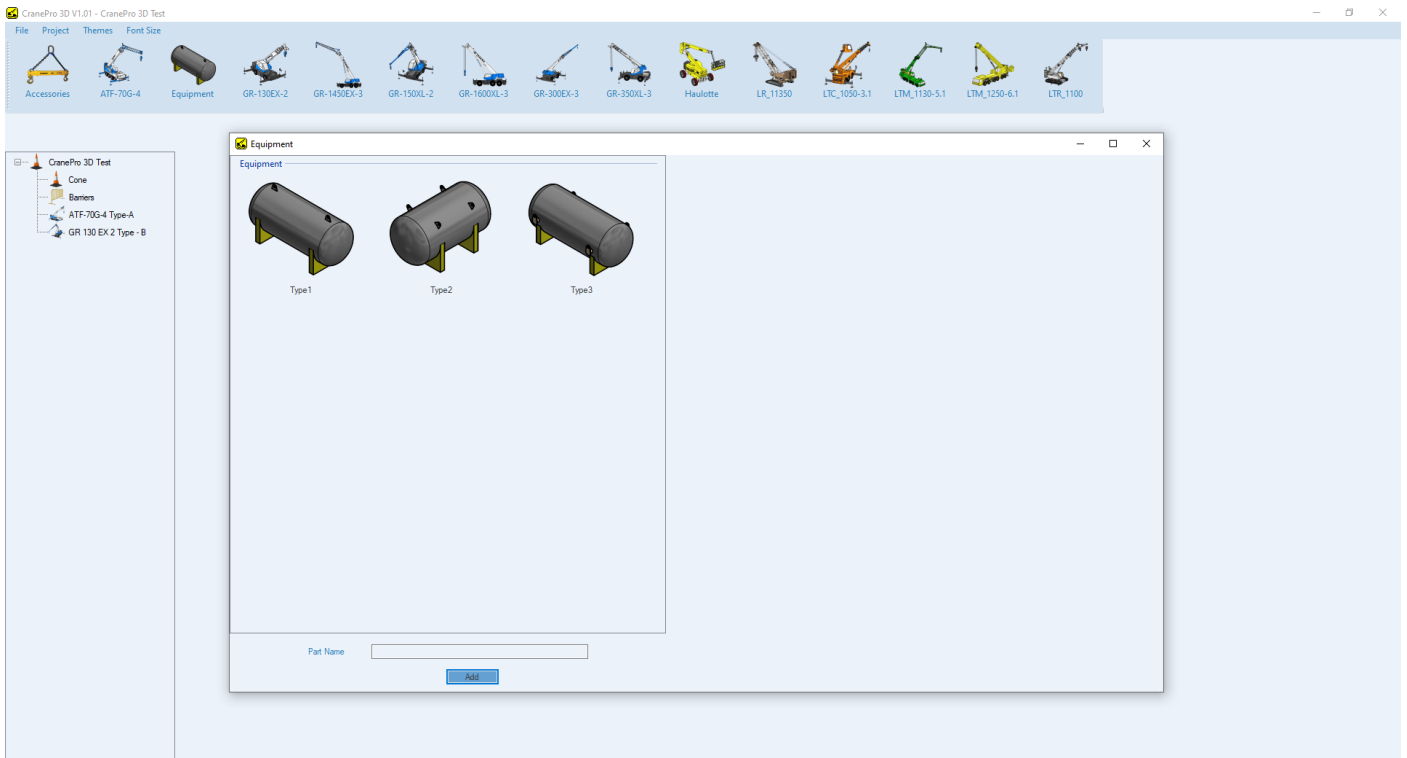 CranePro 3D V1.01 - CranePro 3D Test
File Project Themes Font Size
Accessories ATF-70G-4 Equipment GR-130EX-2 GR-1450EX-3 GR-150XL-2 GR-1600XL-3 GR-300EX-3 GR-350XL-3 Haulotte LR_11350 LTC_1050-3.1 LTM_1130-5.1 LTM_1250-6.1 LTR_1100
Equipment
CranePro 3D Test
Cone
Barriers
ATF-70G-4 Type-A
GR 130 EX 2 Type - B
Equipment
Type1 Type2 Type3
Part Name
Add